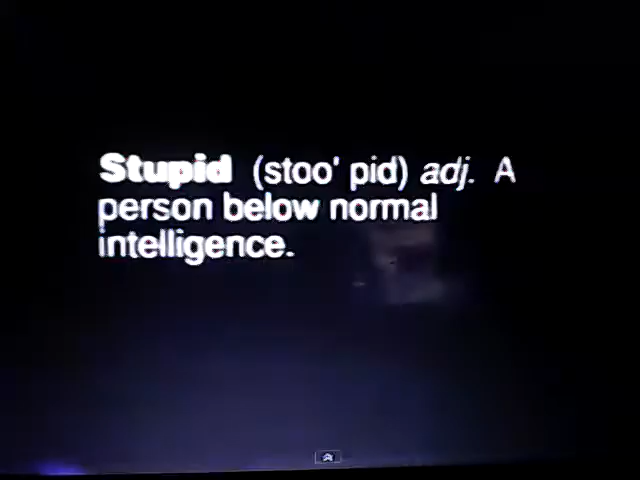 Stupid (stoo' pid) adj. A
person below normal
intelligence.